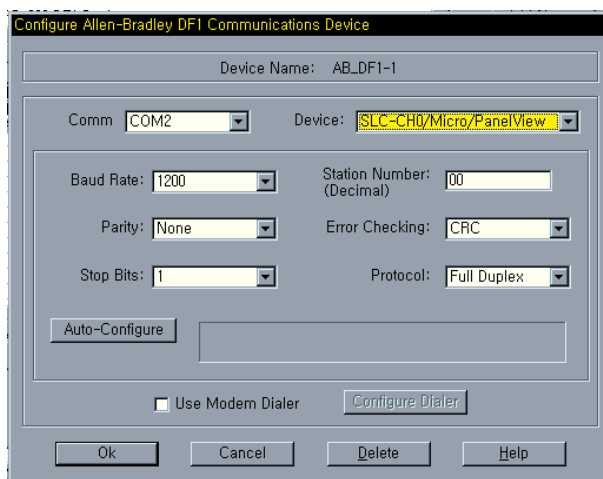 Configure Allen-Bradley DF1 Communications Device
Device Name: AB_DF1-1
Comm COM2 Device: SLC-CH0/Micro/PanelView
Baud Rate: 1200 Station Number: 00
(Decimal)
Parity: None Error Checking: CRC
Stop Bits: 1 Protocol: Full Duplex
Auto-Configure
Use Modem Dialer Configure Dialer
Ok Cancel Delete Help